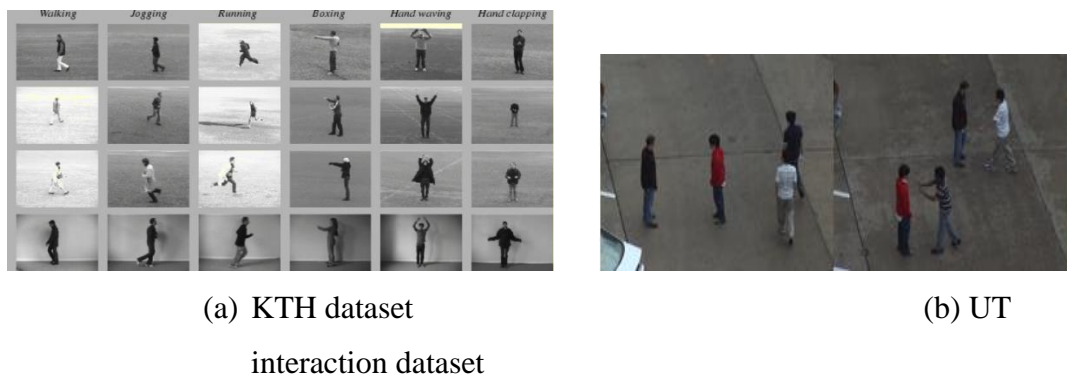 Walking Jogging Running Boxing Hand waving Hand clapping
(a) KTH dataset (b) UT
interaction dataset